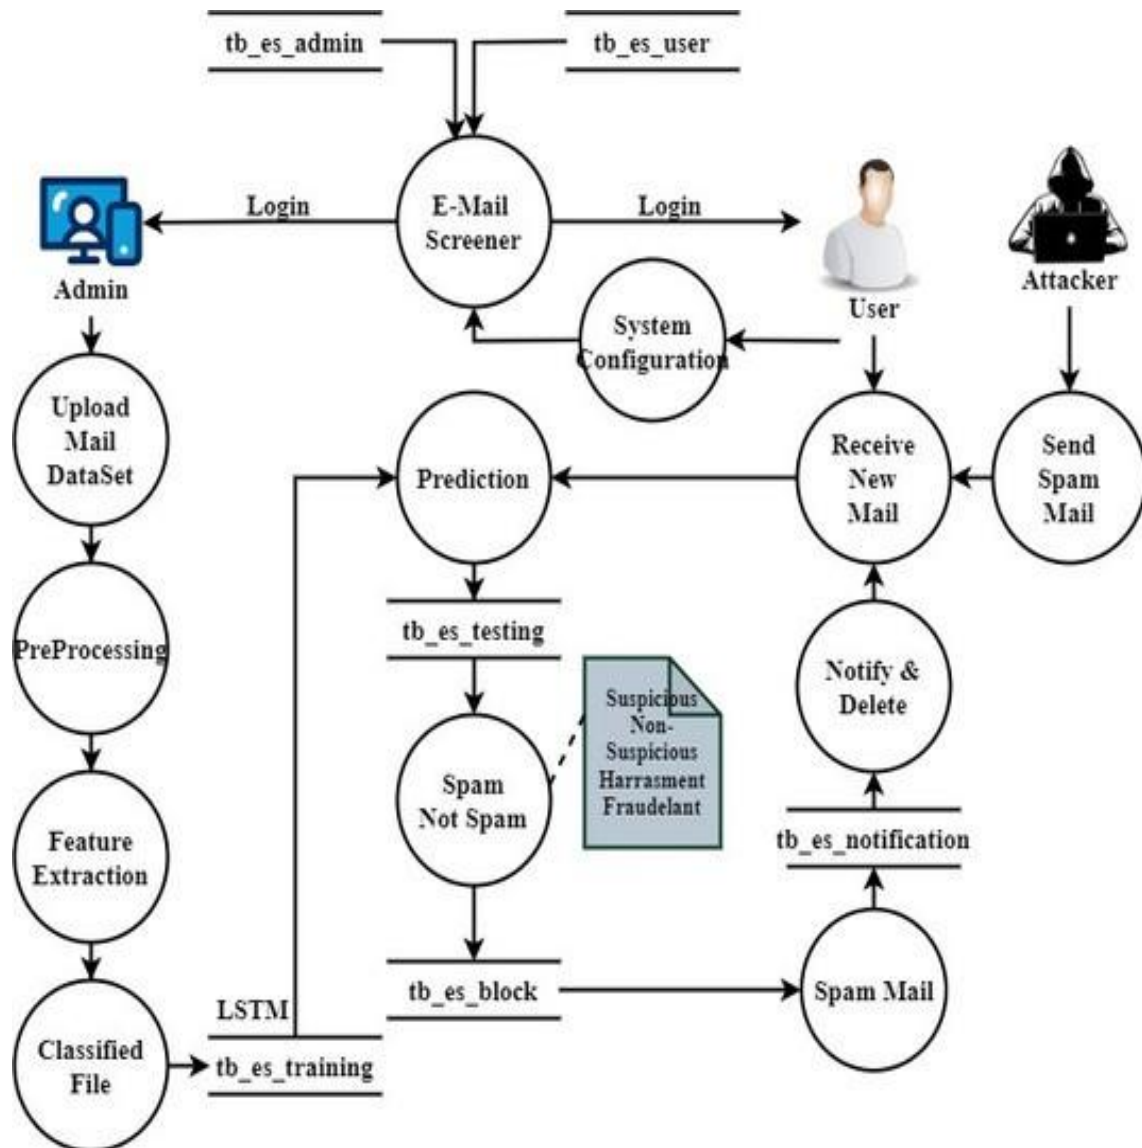 tb_es_admin
tb_es_user
Login
E-Mail
Screener
Login
Admin
User
Attacker
System
Configuration
Upload
Mail
DataSet
Prediction
Receive
New
Mail
Send
Spam
Mail
tb_es_testing
PreProcessing
Suspicious
Non-
Suspicious
Harrasment
Fraudelant
Notify &
Delete
Spam
Not Spam
tb_es_notification
Feature
Extraction
tb_es_block
Spam Mail
LSTM
Classified
File
tb_es_training